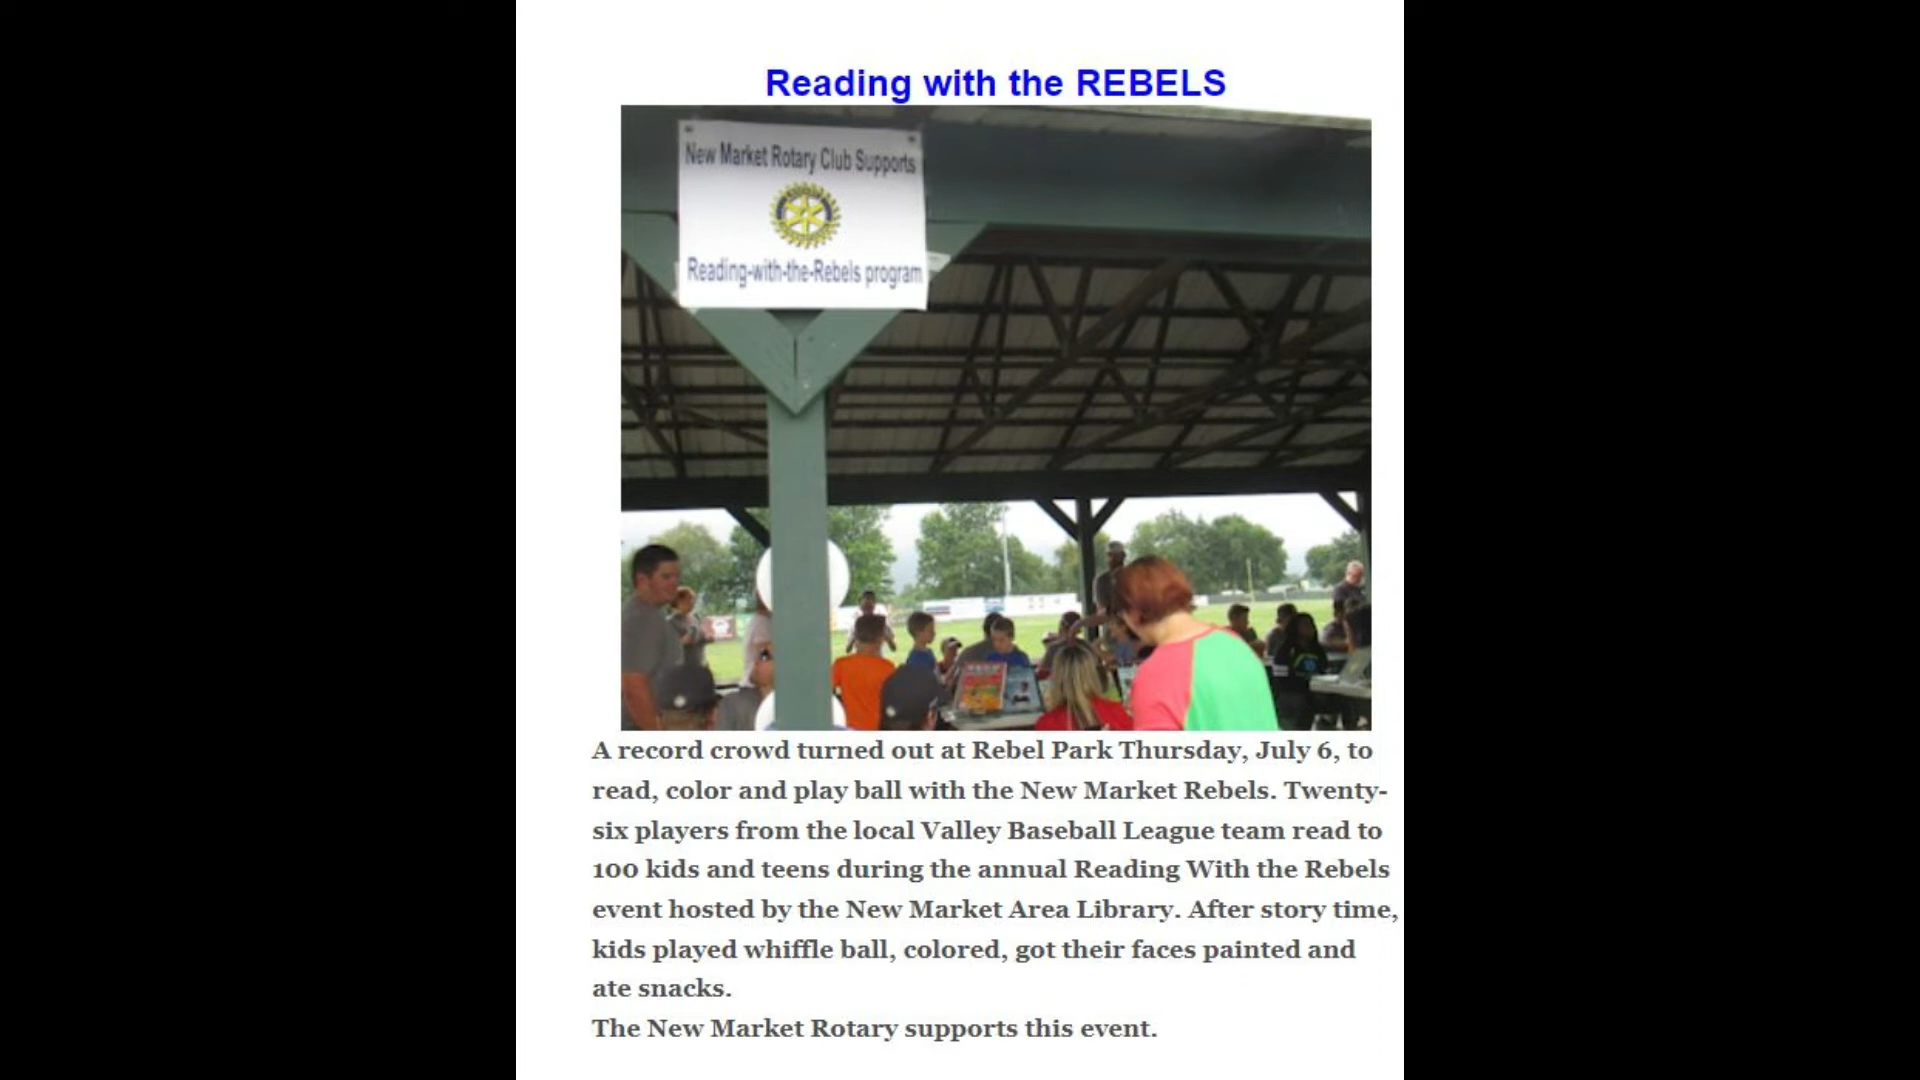 Reading with the REBELS
New Market Rotary Club Supports
Reading-with-the-Rebels program
A record crowd turned out at Rebel Park Thursday, July 6, to
read, color and play ball with the New Market Rebels. Twenty-
six players from the local Valley Baseball League team read to
100 kids and teens during the annual Reading With the Rebels
event hosted by the New Market Area Library. After story time,
kids played whiffle ball, colored, got their faces painted and
ate snacks.
The New Market Rotary supports this event.